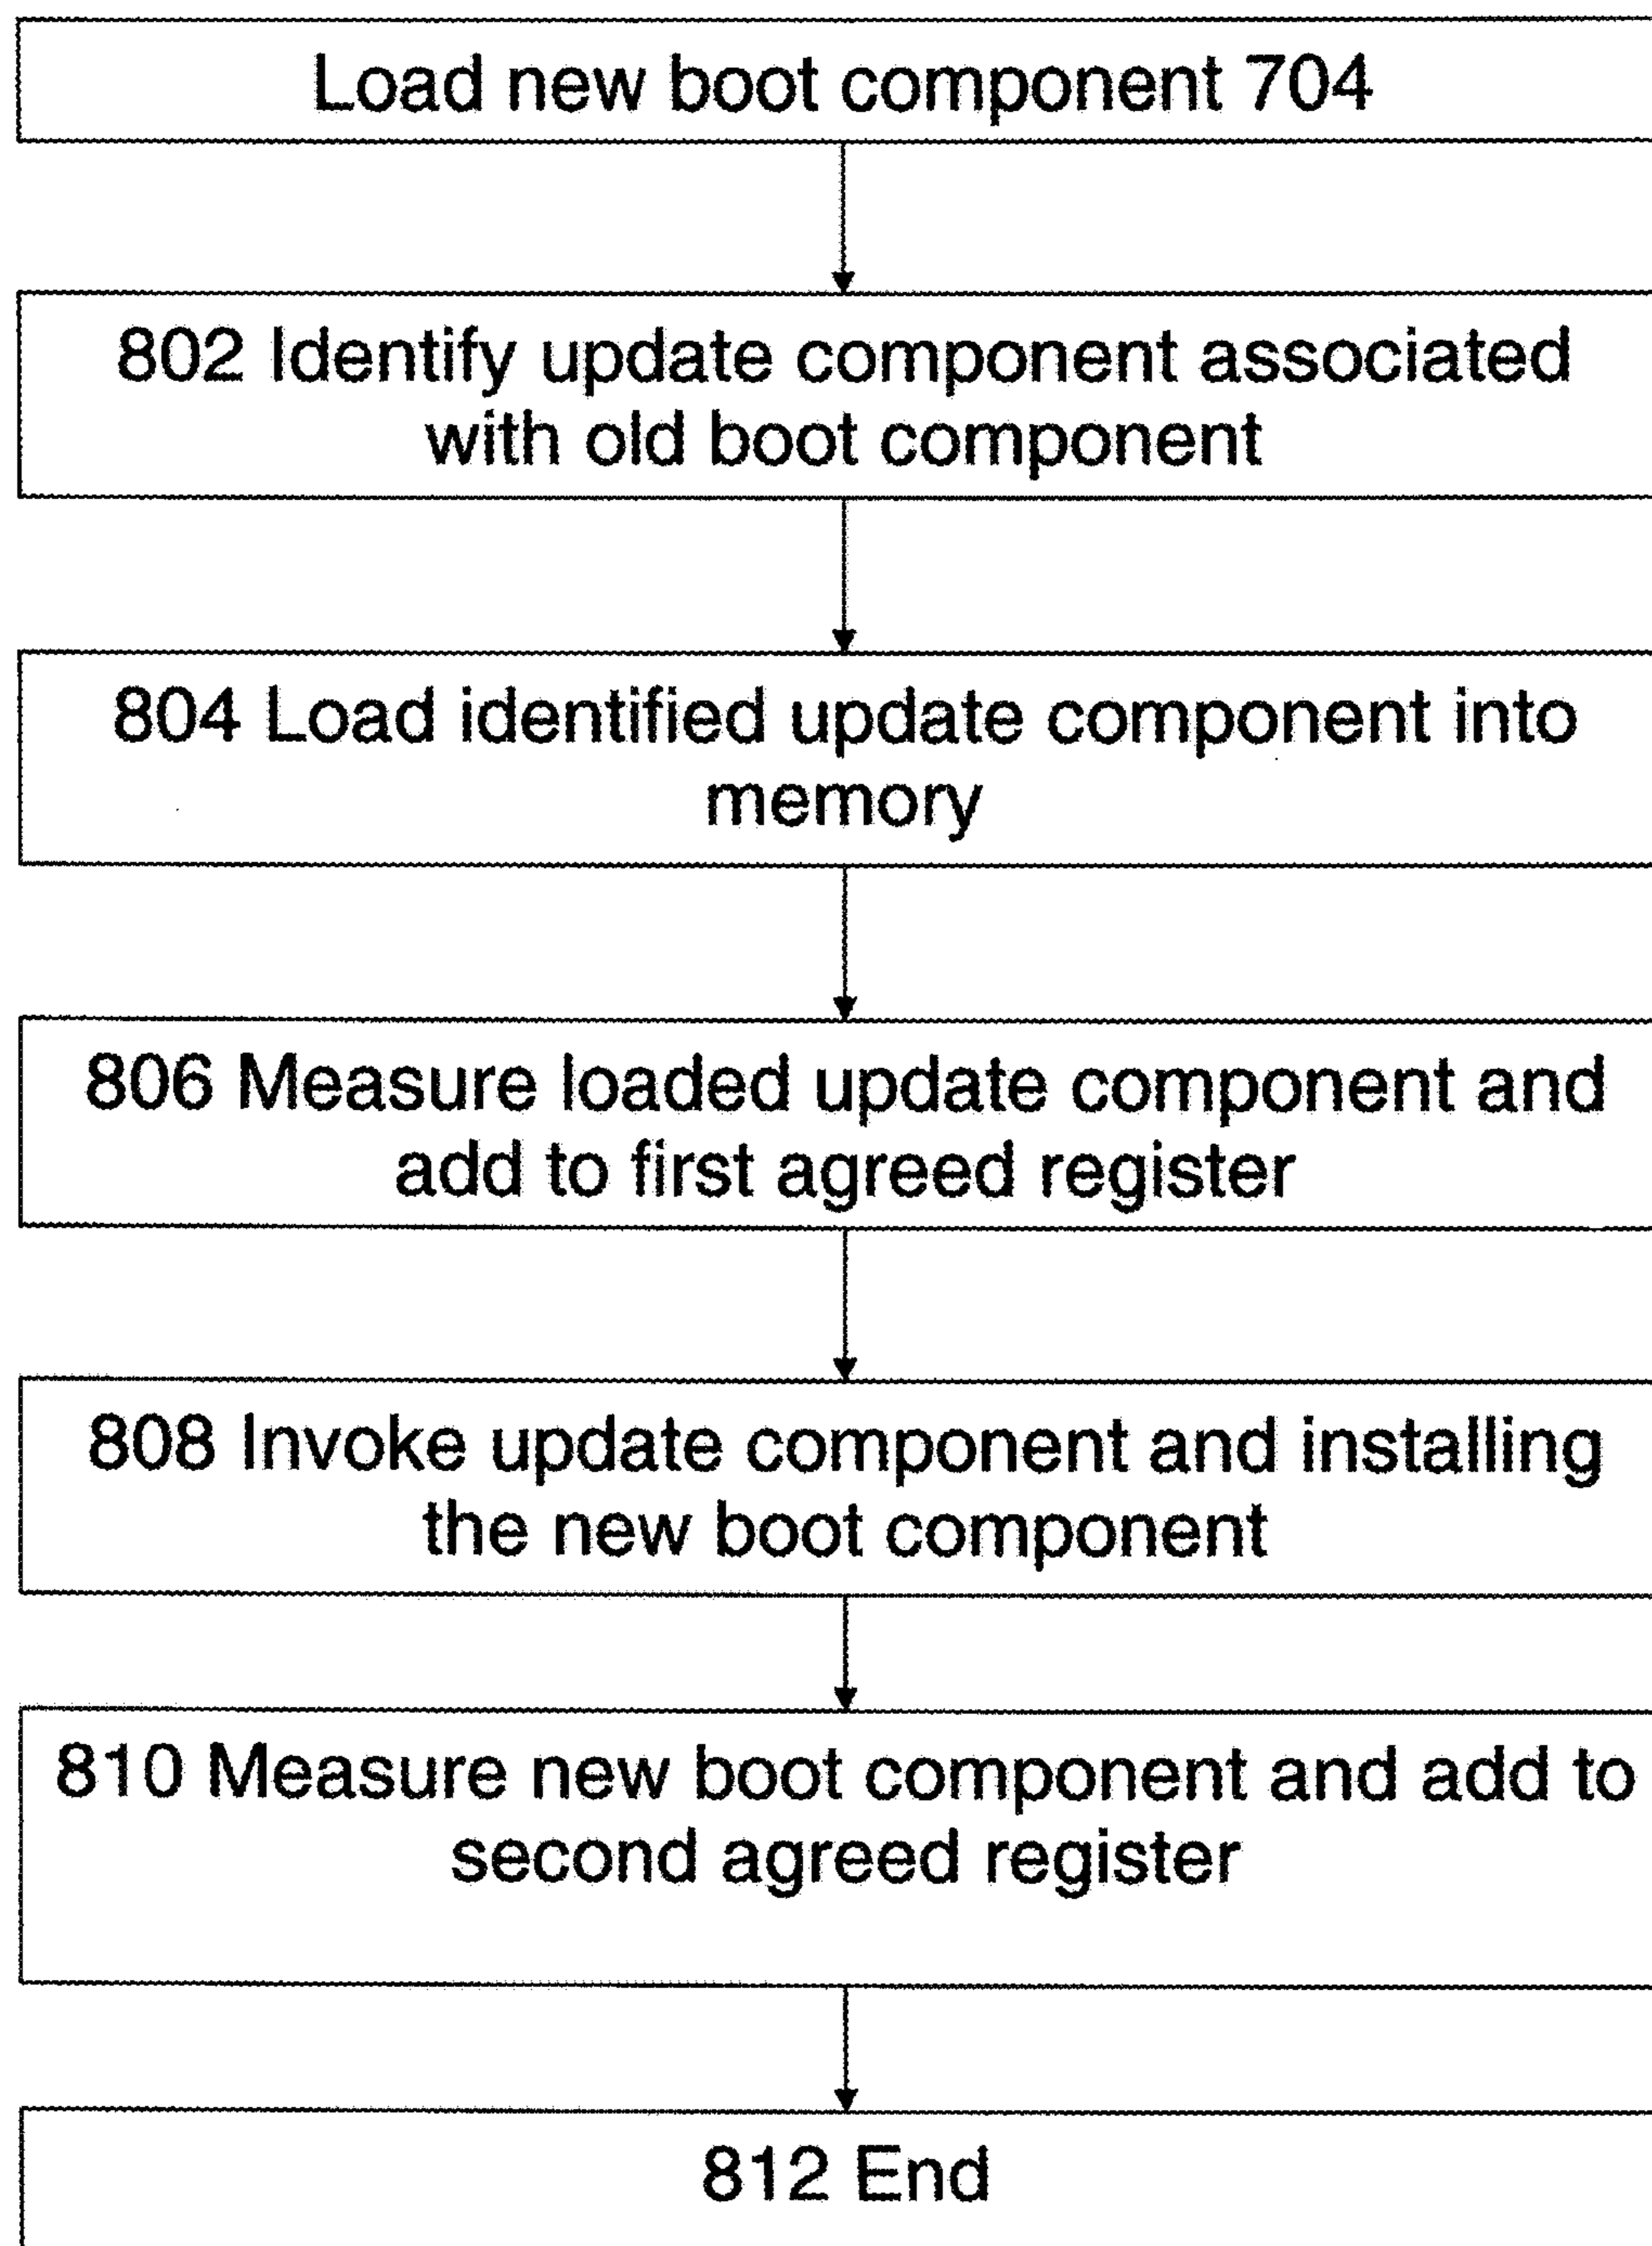 Load new boot component 704
802 Identify update component associated
with old boot component
804 Load identified update component into
memory
806 Measure loaded update component and
add to first agreed register
808 Invoke update component and installing
the new boot component
810 Measure new boot component and add to
second agreed register
812 End